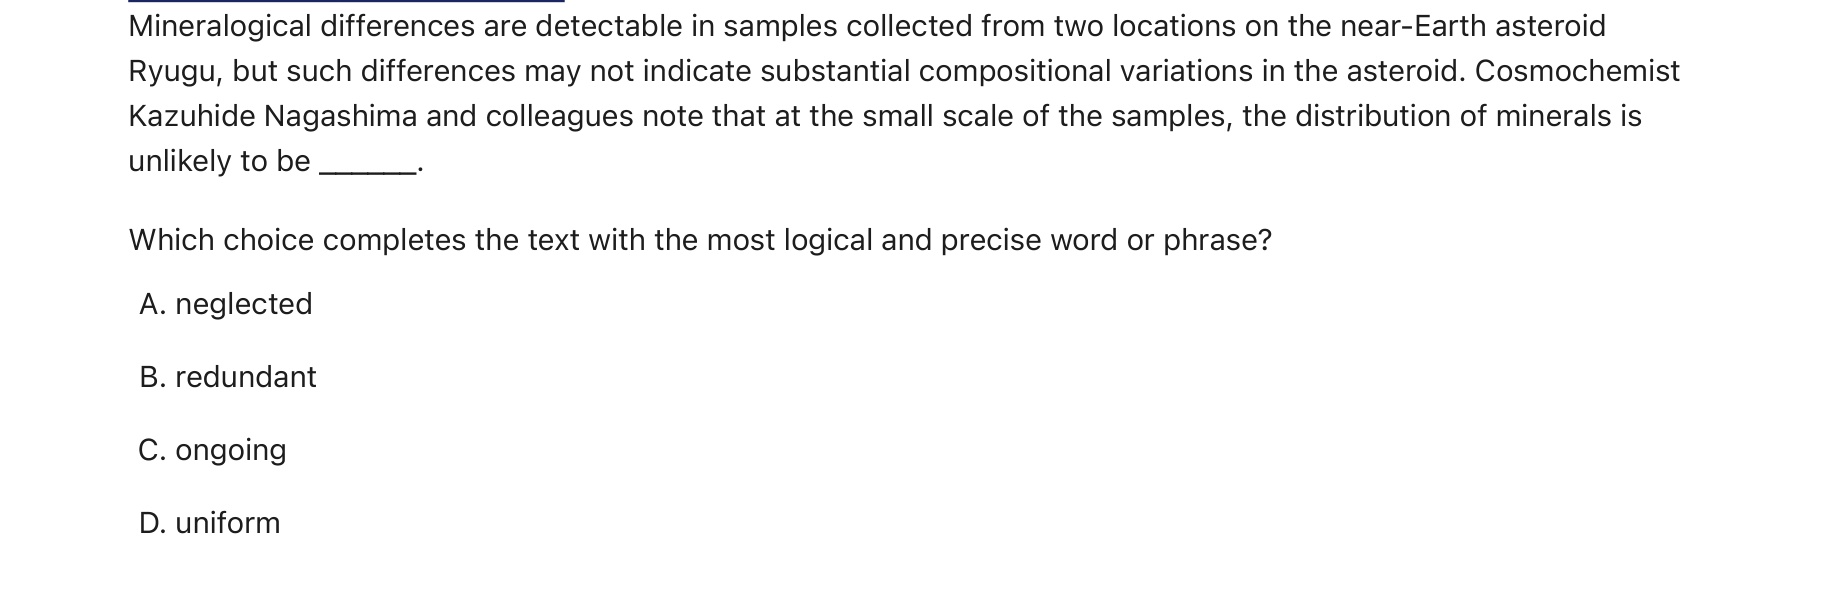 Mineralogical differences are detectable in samples collected from two locations on the near-Earth asteroid
Ryugu, but such differences may not indicate substantial compositional variations in the asteroid. Cosmochemist
Kazuhide Nagashima and colleagues note that at the small scale of the samples, the distribution of minerals is
unlikely to be ______.
Which choice completes the text with the most logical and precise word or phrase?
A. neglected
B. redundant
C. ongoing
D. uniform